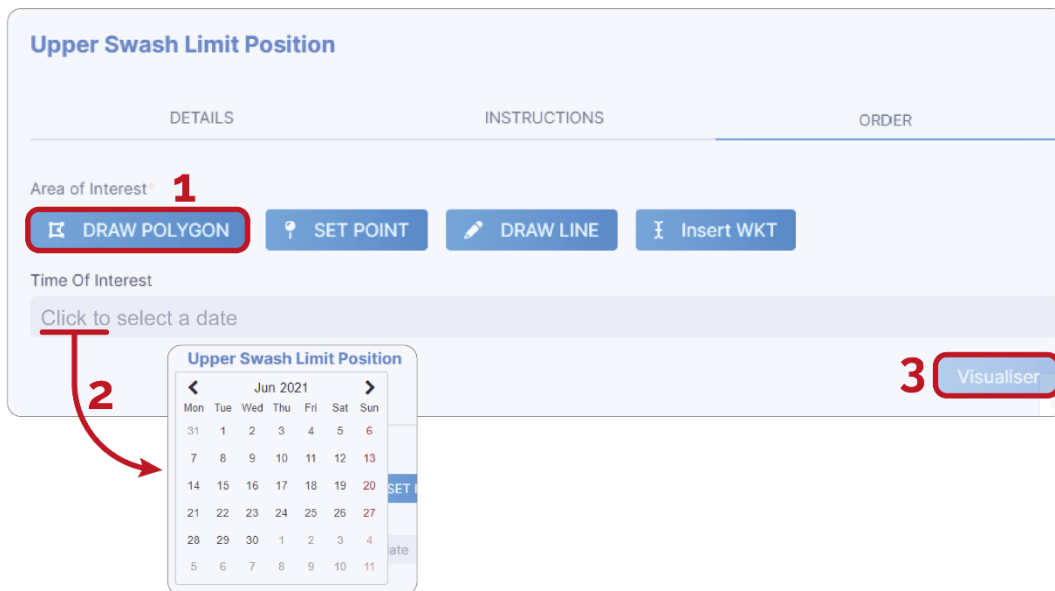 Upper Swash Limit Position
DETAILS INSTRUCTIONS ORDER
Area of Interest* 1
DRAW POLYGON SET POINT DRAW LINE Insert WKT
Time Of Interest
Click to select a date
2
Upper Swash Limit Position
Jun 2021
Mon Tue Wed Thu Fri Sat Sun
31 1 2 3 4 5 6
7 8 9 10 11 12 13
14 15 16 17 18 19 20
21 22 23 24 25 26 27
28 29 30 1 2 3 4
5 6 7 8 9 10 11
SET
ate
3 Visualiser